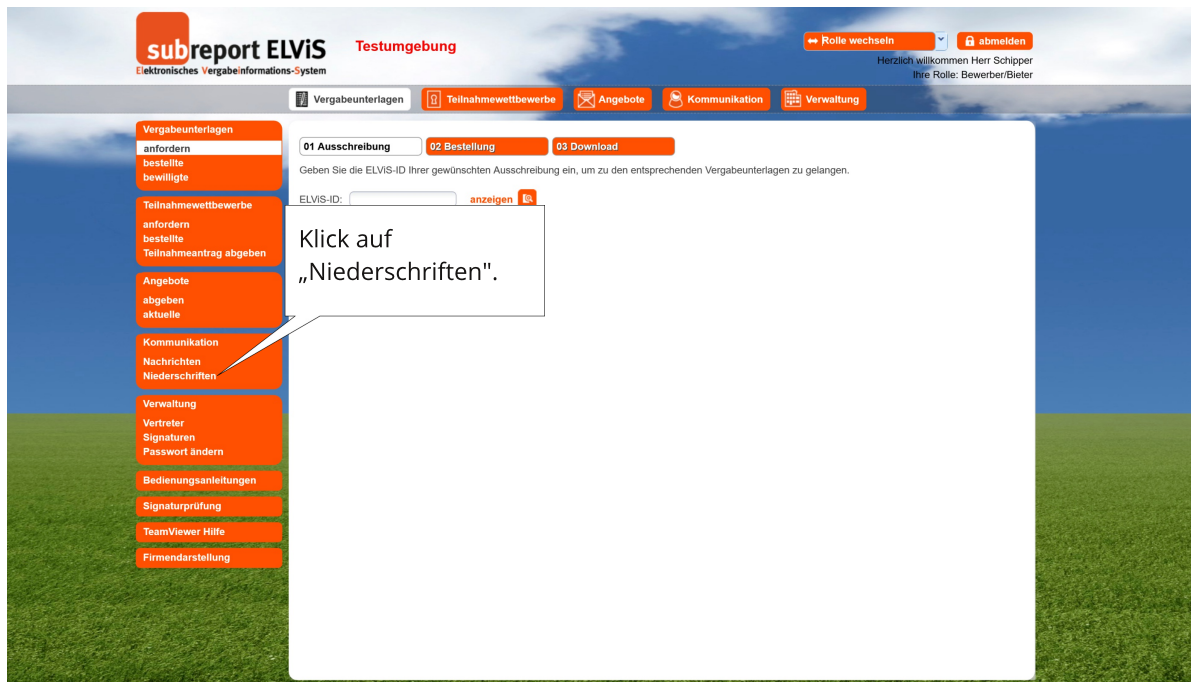 subreport ELViS
Elektronisches VergabeInformations-System
Testumgebung
Rolle wechseln
abmelden
Herzlich willkommen Herr Schipper
Ihre Rolle: Bewerber/Bieter
Vergabeunterlagen
Teilnahmewettbewerbe
Angebote
Kommunikation
Verwaltung
Vergabeunterlagen
anfordern
bestellte
bewilligte
Teilnahmewettbewerbe
anfordern
bestellte
Teilnahmeantrag abgeben
Angebote
abgeben
aktuelle
Kommunikation
Nachrichten
Niederschriften
Verwaltung
Vertreter
Signaturen
Passwort ändern
Bedienungsanleitungen
Signaturprüfung
TeamViewer Hilfe
Firmendarstellung
01 Ausschreibung
02 Bestellung
03 Download
Geben Sie die ELViS-ID Ihrer gewünschten Ausschreibung ein, um zu den entsprechenden Vergabeunterlagen zu gelangen.
ELViS-ID:
anzeigen
Klick auf
„Niederschriften".